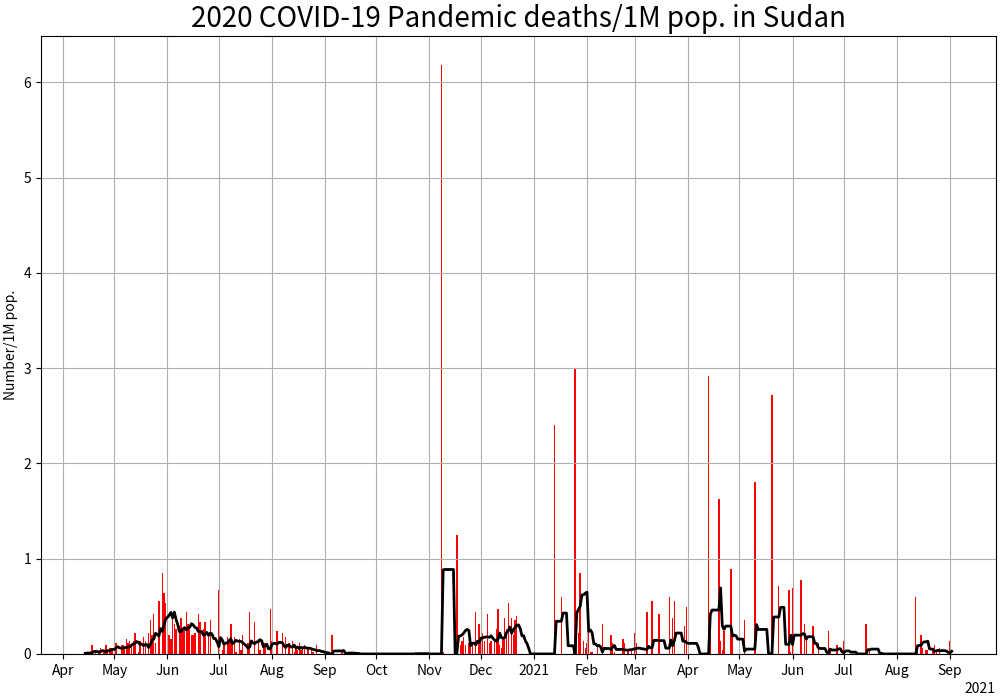 2020 COVID-19 Pandemic deaths/1M pop. in Sudan
Number/1M pop.
6
5
4
3
2
1
0
Apr May Jun Jul Aug Sep Oct Nov Dec 2021 Feb Mar Apr May Jun Jul Aug Sep
2021